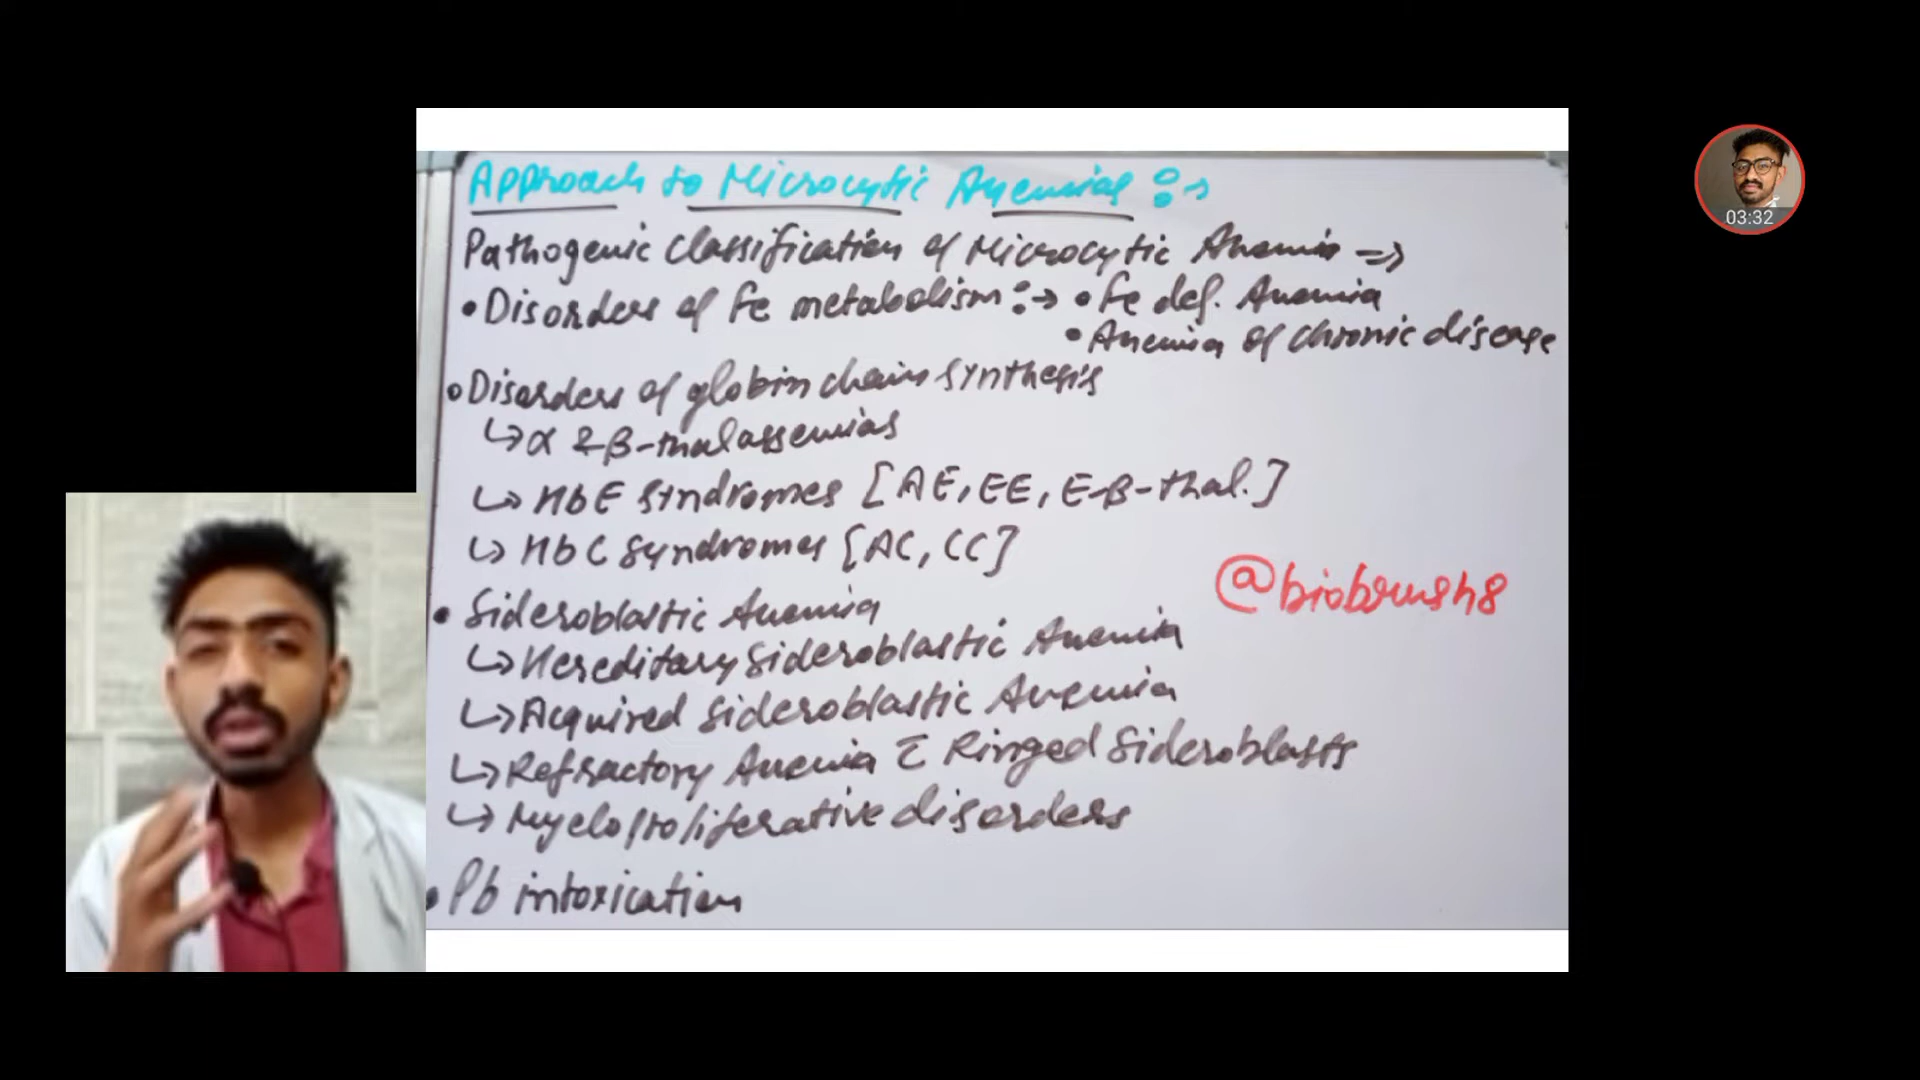 Approach to Microcytic Anemias :→
Pathogenic classification of Microcytic Anemia =>
• Disorders of Fe metabolism :→ • Fe def. Anemia
• Anemia of chronic disease
• Disorders of globin chain synthesis
↳ α & β-thalassemias
↳ HbE syndromes [AE, EE, E-β-thal.]
↳ HbC syndromes [AC, CC]
@biobrush8
• Sideroblastic Anemia
↳ Hereditary Sideroblastic Anemia
↳ Acquired Sideroblastic Anemia
↳ Refractory Anemia c̄ Ringed Sideroblasts
↳ Myeloproliferative disorders
• Pb intoxication
03:32